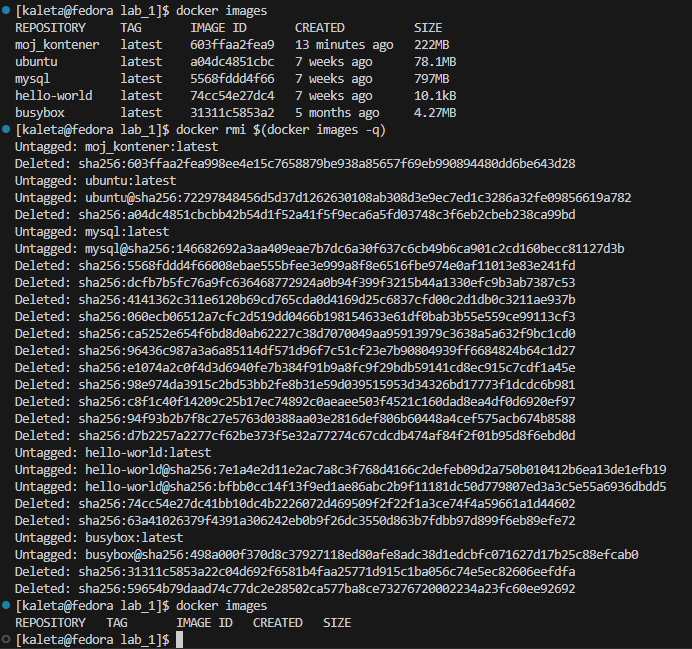 [kaleta@fedora lab_1]$ docker images
REPOSITORY    TAG       IMAGE ID       CREATED          SIZE
moj_kontener  latest    603ffaa2fea9   13 minutes ago   222MB
ubuntu        latest    a04dc4851cbc   7 weeks ago      78.1MB
mysql         latest    5568fddd4f66   7 weeks ago      797MB
hello-world   latest    74cc54e27dc4   7 weeks ago      10.1kB
busybox       latest    31311c5853a2   5 months ago     4.27MB
[kaleta@fedora lab_1]$ docker rmi $(docker images -q)
Untagged: moj_kontener:latest
Deleted: sha256:603ffaa2fea998ee4e15c7658879be938a85657f69eb990894480dd6be643d28
Untagged: ubuntu:latest
Untagged: ubuntu@sha256:72297848456d5d37d1262630108ab308d3e9ec7ed1c3286a32fe09856619a782
Deleted: sha256:a04dc4851cbcbb42b54d1f52a41f5f9eca6a5fd03748c3f6eb2cbeb238ca99bd
Untagged: mysql:latest
Untagged: mysql@sha256:146682692a3aa409eae7b7dc6a30f637c6cb49b6ca901c2cd160becc81127d3b
Deleted: sha256:5568fddd4f66008ebae555bfee3e999a8f8e6516fbe974e0af11013e83e241fd
Deleted: sha256:dcfb7b5fc76a9fc636468772924a0b94f399f3215b44a1330efc9b3ab7387c53
Deleted: sha256:4141362c311e6120b69cd765cda0d4169d25c6837cfd00c2d1db0c3211ae937b
Deleted: sha256:060ecb06512a7cfc2d519dd0466b198154633e61df0bab3b55e559ce99113cf3
Deleted: sha256:ca5252e654f6bd8d0ab62227c38d7070049aa95913979c3638a5a632f9bc1cd0
Deleted: sha256:96436c987a3a6a85114df571d96f7c51cf23e7b90804939ff6684824b64c1d27
Deleted: sha256:e1074a2c0f4d3d6940fe7b384f91b9a8fc9f29bdb59141cd8ec915c7cdf1a45e
Deleted: sha256:98e974da3915c2bd53bb2fe8b31e59d039515953d34326bd17773f1dcdc6b981
Deleted: sha256:c8f1c40f14209c25b17ec74892c0aeaee503f4521c160dad8ea4df0d6920ef97
Deleted: sha256:94f93b2b7f8c27e5763d0388aa03e2816def806b60448a4cef575acb674b8588
Deleted: sha256:d7b2257a2277cf62be373f5e32a77274c67cdcdb474af84f2f01b95d8f6ebd0d
Untagged: hello-world:latest
Untagged: hello-world@sha256:7e1a4e2d11e2ac7a8c3f768d4166c2defeb09d2a750b010412b6ea13de1efb19
Untagged: hello-world@sha256:bfbb0cc14f13f9ed1ae86abc2b9f11181dc50d779807ed3a3c5e55a6936dbdd5
Deleted: sha256:74cc54e27dc41bb10dc4b2226072d469509f2f22f1a3ce74f4a59661a1d44602
Deleted: sha256:63a41026379f4391a306242eb0b9f26dc3550d863b7fdbb97d899f6eb89efe72
Untagged: busybox:latest
Untagged: busybox@sha256:498a000f370d8c37927118ed80afe8adc38d1edcbfc071627d17b25c88efcab0
Deleted: sha256:31311c5853a22c04d692f6581b4faa25771d915c1ba056c74e5ec82606eefdfa
Deleted: sha256:59654b79daad74c77dc2e28502ca577ba8ce73276720002234a23fc60ee92692
[kaleta@fedora lab_1]$ docker images
REPOSITORY   TAG       IMAGE ID   CREATED   SIZE
[kaleta@fedora lab_1]$